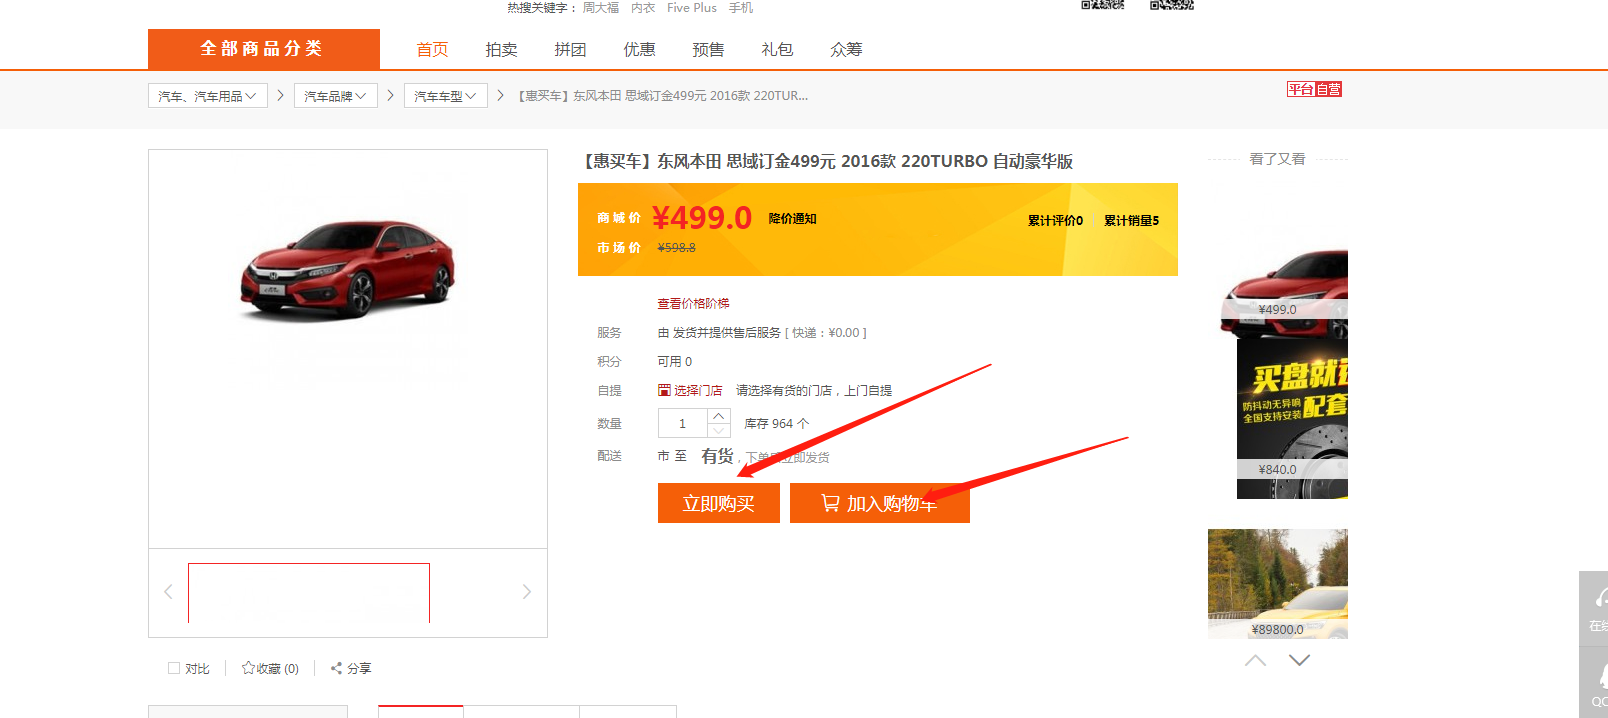 热搜关键字： 周大福 内衣 Five Plus 手机
全部商品分类 首页 拍卖 拼团 优惠 预售 礼包 众筹
汽车、汽车用品 汽车品牌 汽车车型 【惠买车】东风本田 思域订金499元 2016款 220TUR...
平台自营
【惠买车】东风本田 思域订金499元 2016款 220TURBO 自动豪华版
商城价 ¥499.0 降价通知 累计评价0 累计销量5
市场价 ¥598.8
查看价格阶梯
服务 由 发货并提供售后服务 [ 快递：¥0.00 ]
积分 可用 0
自提 选择门店 请选择有货的门店，上门自提
数量 1 库存 964 个
配送 市 至 有货，下单后立即发货
立即购买 加入购物车
对比 收藏 (0) 分享
看了又看
¥499.0
买盘就
防抖动无异响
全国支持安装 配套
¥840.0
¥89800.0
在线
QQ